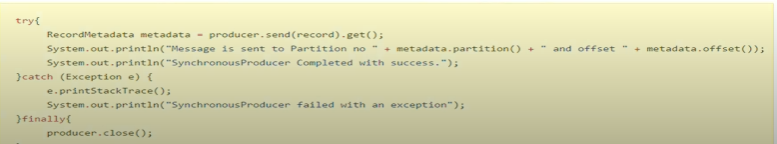 try{
RecordMetadata metadata = producer.send(record).get();
System.out.println("Message is sent to Partition no " + metadata.partition() + " and offset " + metadata.offset());
System.out.println("SynchronousProducer Completed with success.");
}catch (Exception e) {
e.printStackTrace();
System.out.println("SynchronousProducer failed with an exception");
}finally{
producer.close();